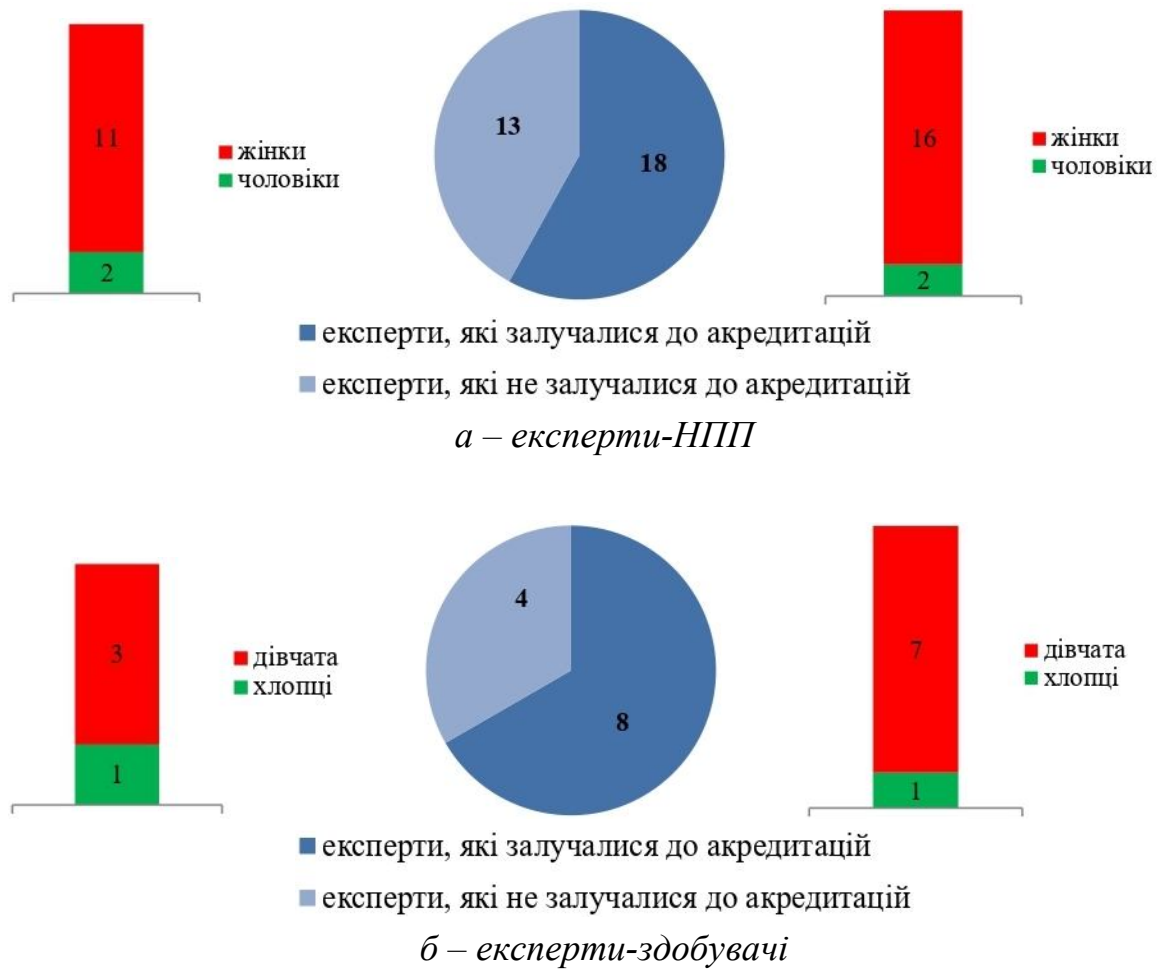 11
2
жінки
чоловіки
13
18
16
2
жінки
чоловіки
експерти, які залучалися до акредитацій
експерти, які не залучалися до акредитацій
а – експерти-НПП
3
1
дівчата
хлопці
4
8
7
1
дівчата
хлопці
експерти, які залучалися до акредитацій
експерти, які не залучалися до акредитацій
б – експерти-здобувачі